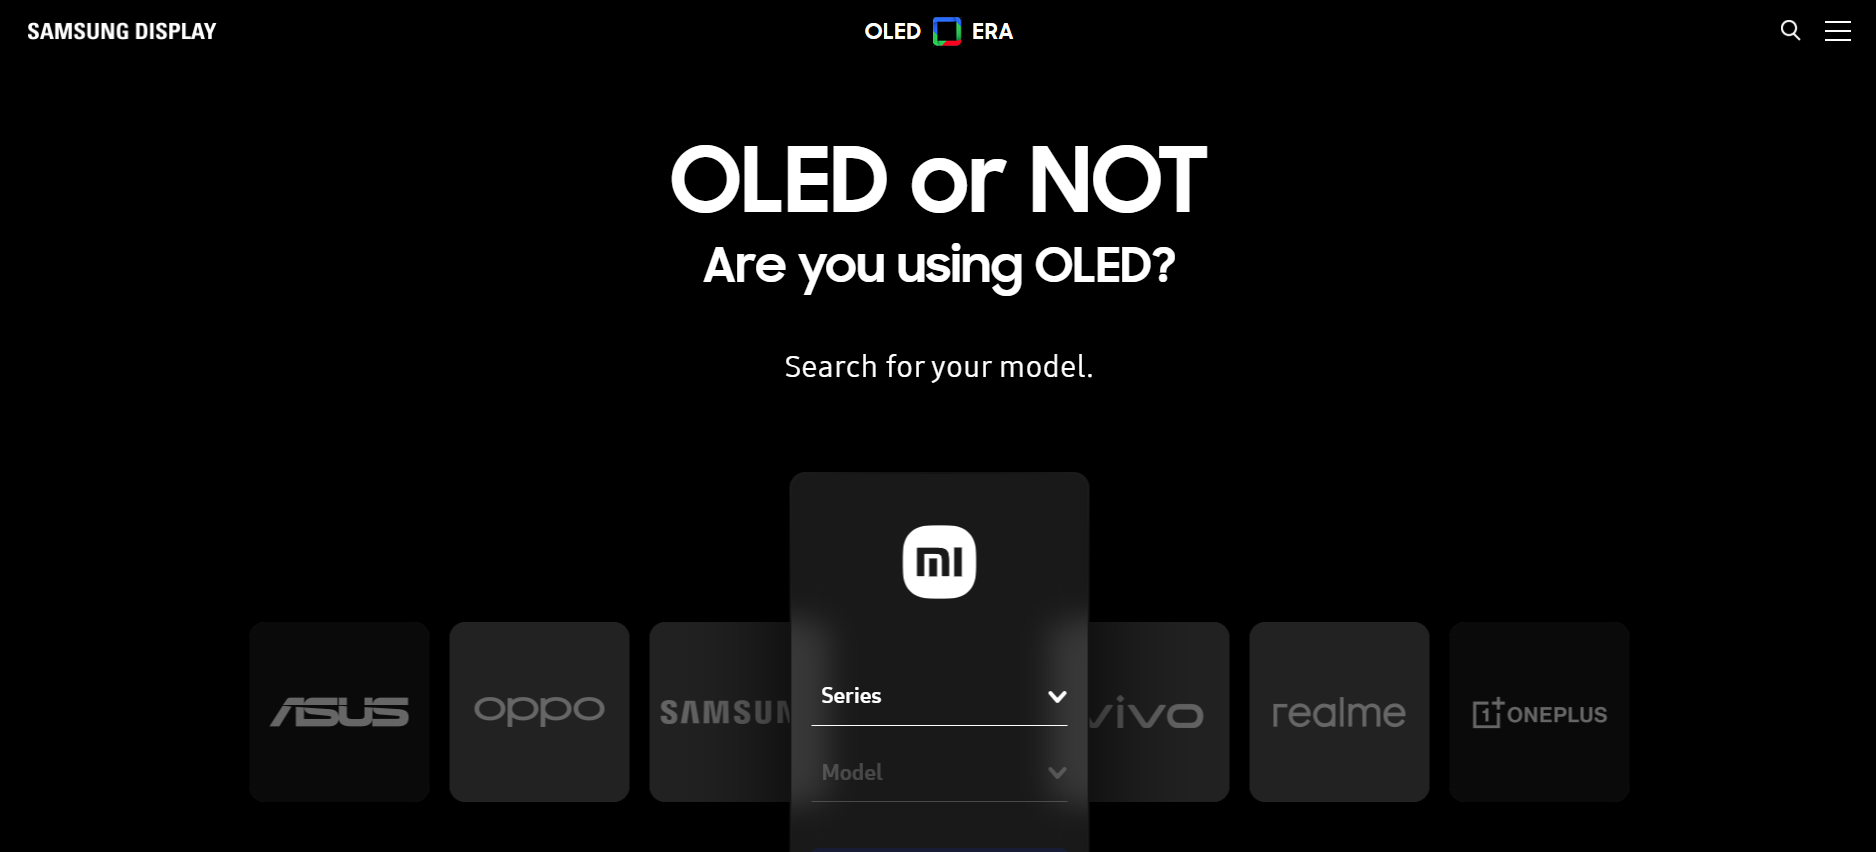 SAMSUNG DISPLAY
OLED ERA
OLED or NOT
Are you using OLED?
Search for your model.
mi
ASUS
oppo
SAMSUN
vivo
realme
1+ ONEPLUS
Series
Model